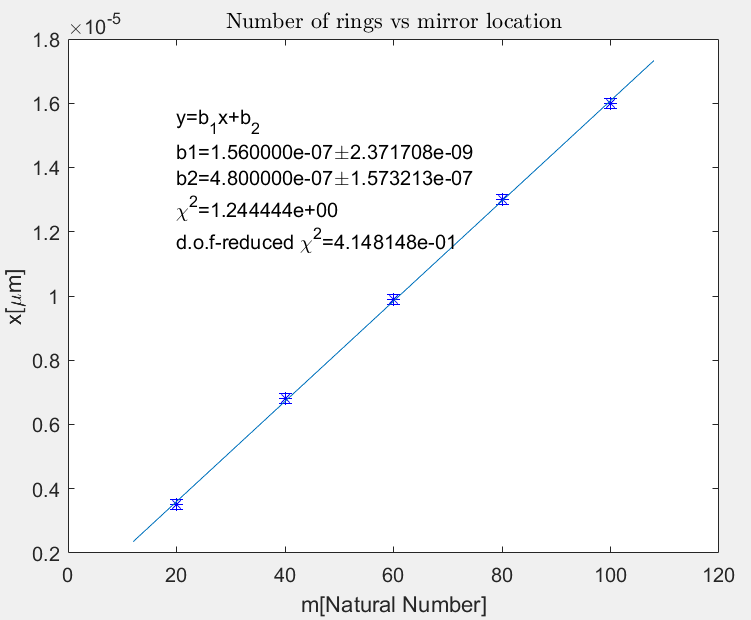 Number of rings vs mirror location
×10⁻⁵
1.8
1.6
1.4
1.2
1
0.8
0.6
0.4
0.2
y=b₁x+b₂
b1=1.560000e-07±2.371708e-09
b2=4.800000e-07±1.573213e-07
χ²=1.244444e+00
d.o.f-reduced χ²=4.148148e-01
x[μm]
0 20 40 60 80 100 120
m[Natural Number]